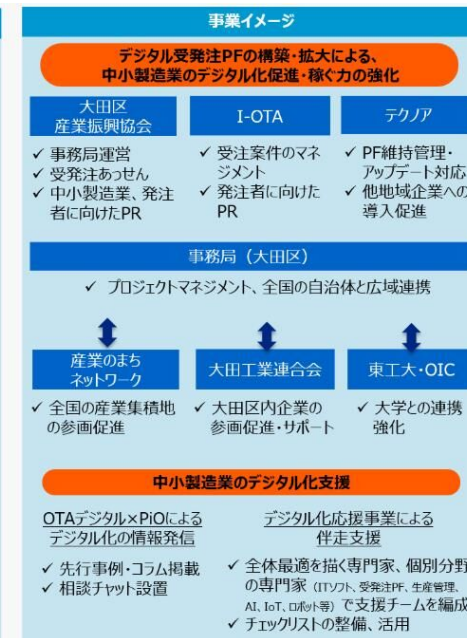 事業イメージ
デジタル受発注PFの構築・拡大による、
中小製造業のデジタル化促進・稼ぐ力の強化
大田区
産業振興協会
✓ 事務局運営
✓ 受発注あっせん
✓ 中小製造業、発注
者に向けたPR
I-OTA
✓ 受注案件のマネ
ジメント
✓ 発注者に向けた
PR
テクノア
✓ PF維持管理・
アップデート対応
✓ 他地域企業への
導入促進
事務局（大田区）
✓ プロジェクトマネジメント、全国の自治体と広域連携
産業のまち
ネットワーク
✓ 全国の産業集積地
の参画促進
大田工業連合会
✓ 大田区内企業の
参画促進・サポート
東工大・OIC
✓ 大学との連携
強化
中小製造業のデジタル化支援
OTAデジタル×PiOによる
デジタル化の情報発信
✓ 先行事例・コラム掲載
✓ 相談チャット設置
デジタル化応援事業による
伴走支援
✓ 全体最適を描く専門家、個別分野
の専門家（ITソフト、受発注PF、生産管理、
AI、IoT、ロボット等）で支援チームを編成
✓ チェックリストの整備、活用